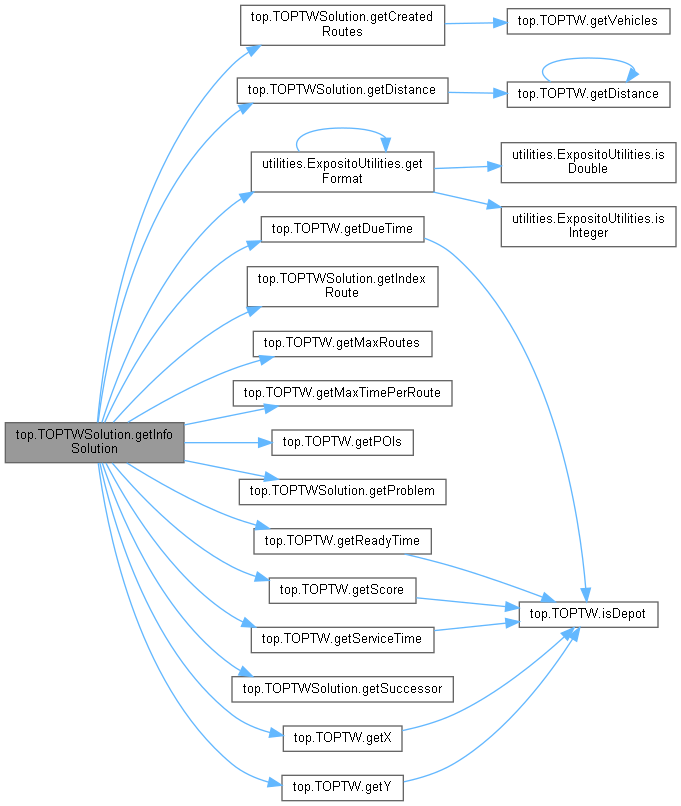 top.TOPTWSolution.getInfo
Solution
top.TOPTWSolution.getCreated
Routes
top.TOPTW.getVehicles
top.TOPTWSolution.getDistance
top.TOPTW.getDistance
utilities.ExpositoUtilities.get
Format
utilities.ExpositoUtilities.is
Double
utilities.ExpositoUtilities.is
Integer
top.TOPTW.getDueTime
top.TOPTWSolution.getIndex
Route
top.TOPTW.getMaxRoutes
top.TOPTW.getMaxTimePerRoute
top.TOPTW.getPOIs
top.TOPTWSolution.getProblem
top.TOPTW.getReadyTime
top.TOPTW.getScore
top.TOPTW.isDepot
top.TOPTW.getServiceTime
top.TOPTWSolution.getSuccessor
top.TOPTW.getX
top.TOPTW.getY